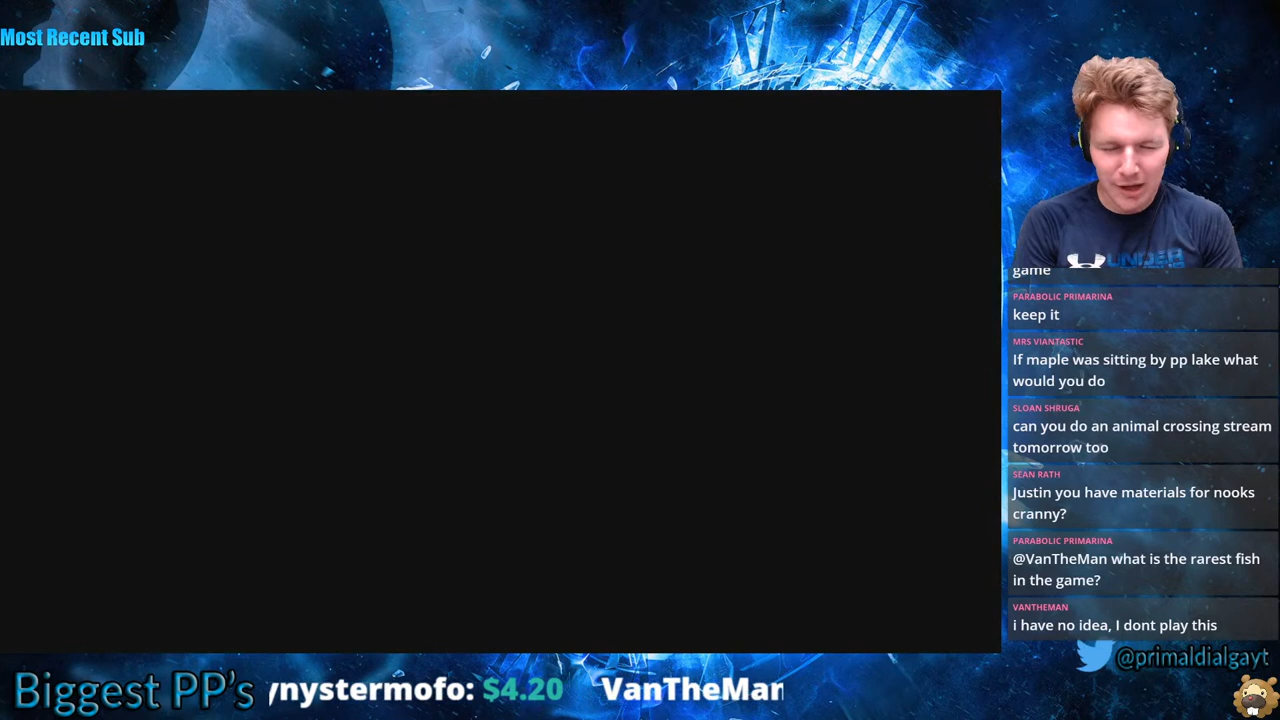 Most Recent Sub
UNDER
game
PARABOLIC PRIMARINA
keep it
MRS VIANTASTIC
If maple was sitting by pp lake what
would you do
SLOAN SHRUGA
can you do an animal crossing stream
tomorrow too
SEAN RATH
Justin you have materials for nooks
cranny?
PARABOLIC PRIMARINA
@VanTheMan what is the rarest fish
in the game?
VANTHEMAN
i have no idea, I dont play this
@primaldialgayt
Biggest PP's ynystermofo: $4.20 VanTheMan